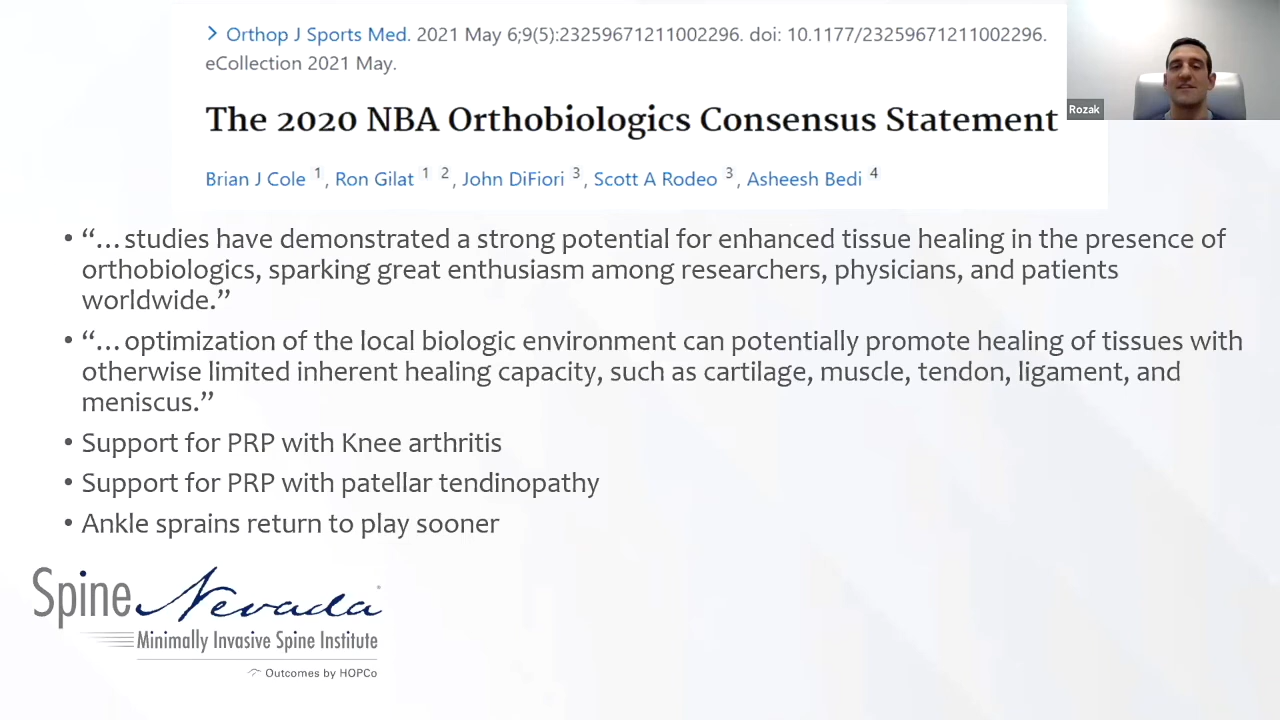 > Orthop J Sports Med. 2021 May 6;9(5):23259671211002296. doi: 10.1177/23259671211002296.
eCollection 2021 May.
The 2020 NBA Orthobiologics Consensus Statement
Brian J Cole 1, Ron Gilat 1 2, John DiFiori 3, Scott A Rodeo 3, Asheesh Bedi 4
Rozak
• “…studies have demonstrated a strong potential for enhanced tissue healing in the presence of
orthobiologics, sparking great enthusiasm among researchers, physicians, and patients
worldwide.”
• “…optimization of the local biologic environment can potentially promote healing of tissues with
otherwise limited inherent healing capacity, such as cartilage, muscle, tendon, ligament, and
meniscus.”
• Support for PRP with Knee arthritis
• Support for PRP with patellar tendinopathy
• Ankle sprains return to play sooner
Spine Nevada
Minimally Invasive Spine Institute
Outcomes by HOPCo